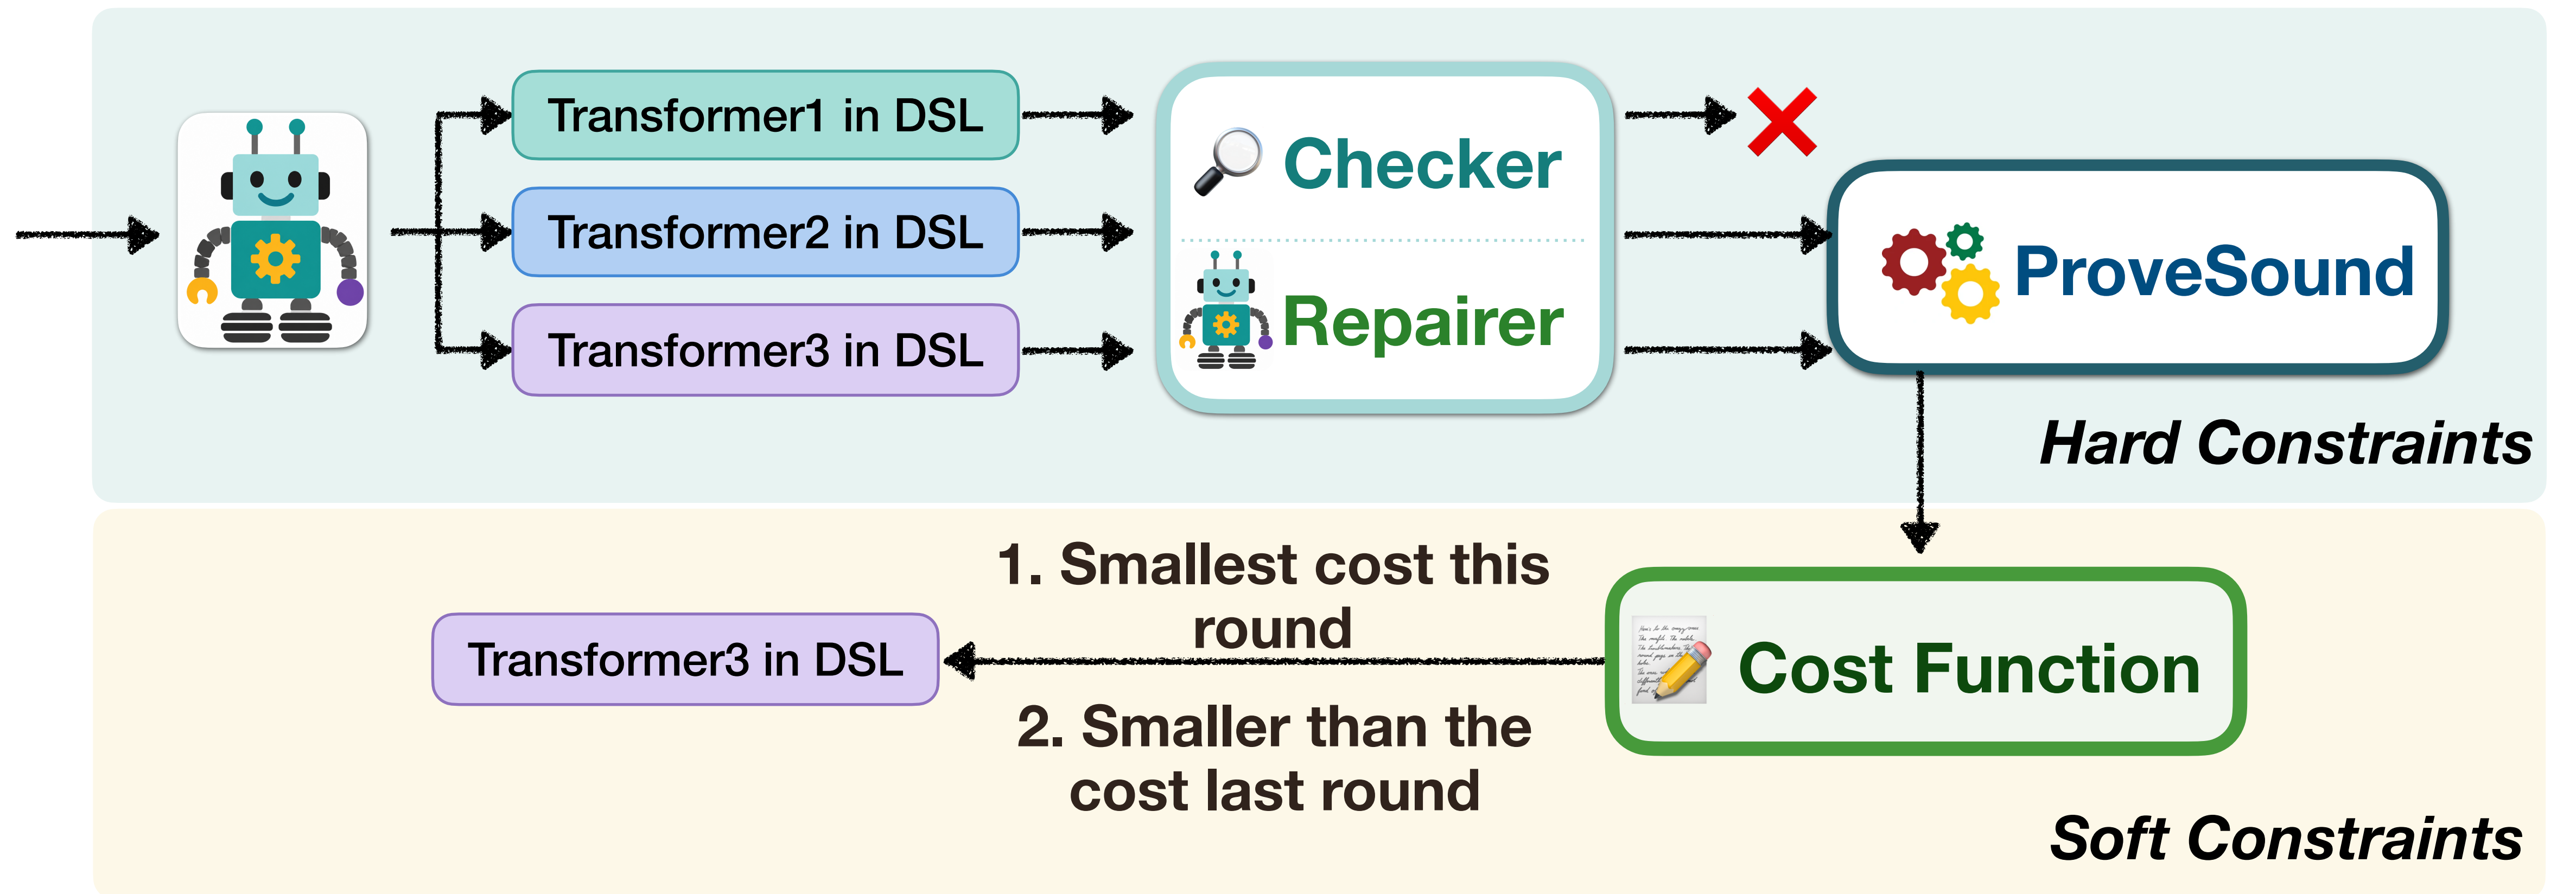 Transformer1 in DSL
Transformer2 in DSL
Transformer3 in DSL
Checker
Repairer
ProveSound
Hard Constraints
1. Smallest cost this
round
Transformer3 in DSL
2. Smaller than the
cost last round
Cost Function
Soft Constraints